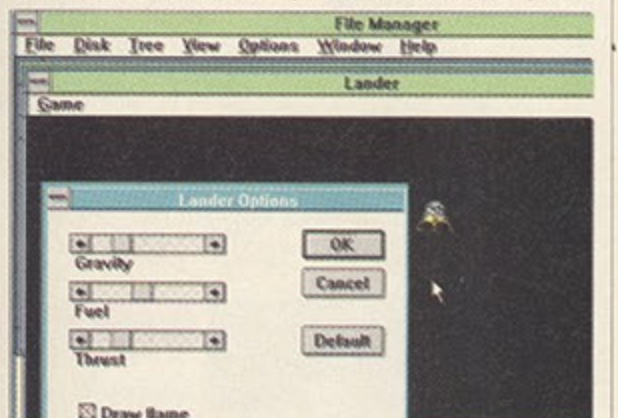 File Manager
File Disk Tree View Options Window Help
Lander
Game
Lander Options
Gravity
OK
Fuel
Cancel
Thrust
Default
Draw flame